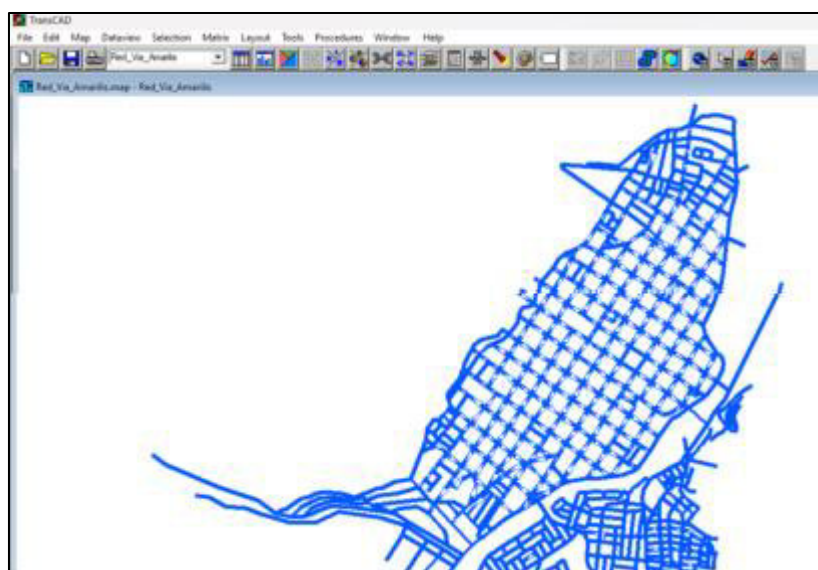 TransCAD
File Edit Map Dataview Selection Matrix Layout Tools Procedures Window Help
Red_Via_Amarilis
Red_Via_Amarilis.map - Red_Via_Amarilis